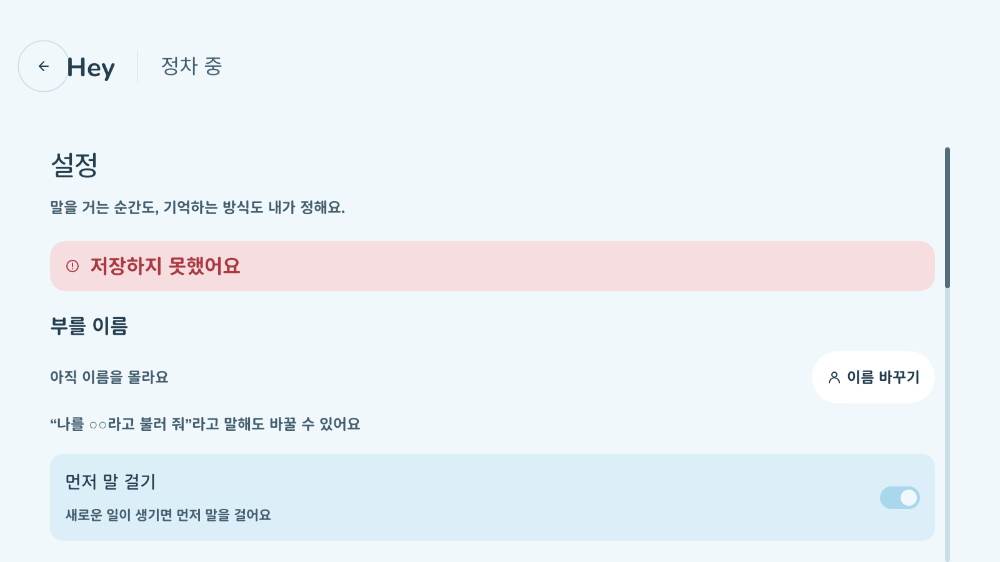 Hey
정차 중
설정
말을 거는 순간도, 기억하는 방식도 내가 정해요.
저장하지 못했어요
부를 이름
아직 이름을 몰라요
이름 바꾸기
“나를 ○○라고 불러 줘”라고 말해도 바꿀 수 있어요
먼저 말 걸기
새로운 일이 생기면 먼저 말을 걸어요